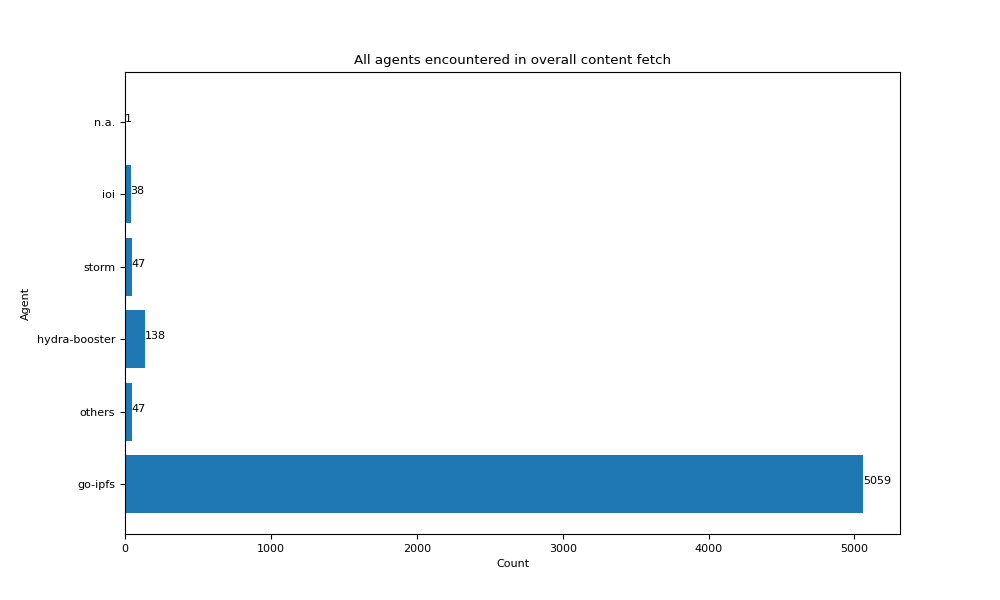 All agents encountered in overall content fetch
Agent
n.a.
1
ioi
38
storm
47
hydra-booster
138
others
47
go-ipfs
5059
0
1000
2000
3000
4000
5000
Count